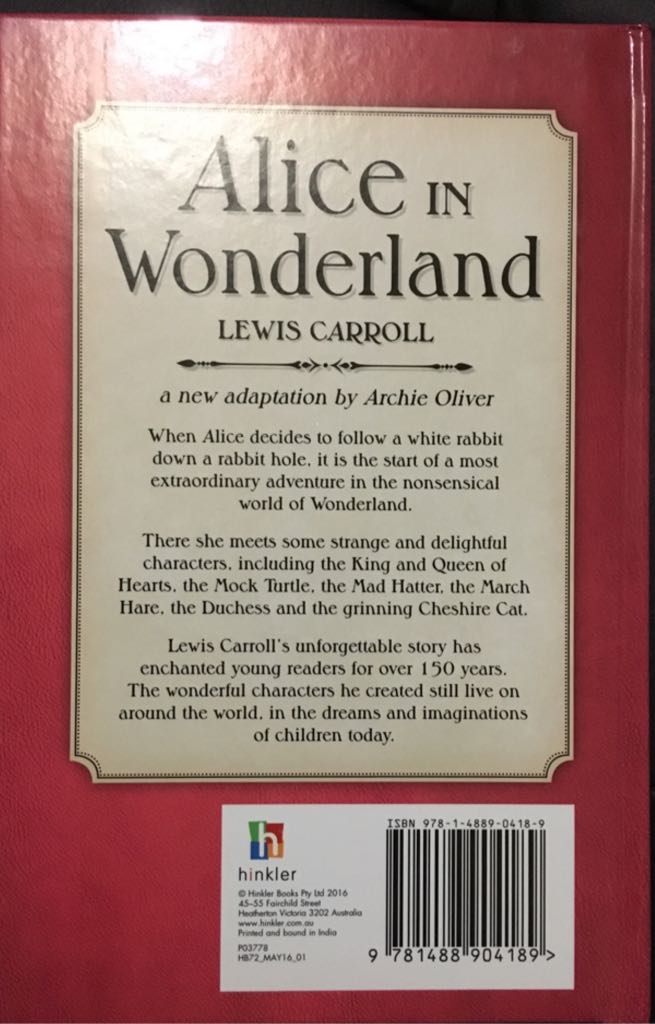 Alice IN
Wonderland
LEWIS CARROLL
a new adaptation by Archie Oliver
When Alice decides to follow a white rabbit
down a rabbit hole, it is the start of a most
extraordinary adventure in the nonsensical
world of Wonderland.
There she meets some strange and delightful
characters, including the King and Queen of
Hearts, the Mock Turtle, the Mad Hatter, the March
Hare, the Duchess and the grinning Cheshire Cat.
Lewis Carroll's unforgettable story has
enchanted young readers for over 150 years.
The wonderful characters he created still live on
around the world, in the dreams and imaginations
of children today.
h
hinkler
© Hinkler Books Pty Ltd 2016
45–55 Fairchild Street
Heatherton Victoria 3202 Australia
www.hinkler.com.au
Printed and bound in India
P03778
HB72_MAY16_01
ISBN 978-1-4889-0418-9
9 781488 904189 >